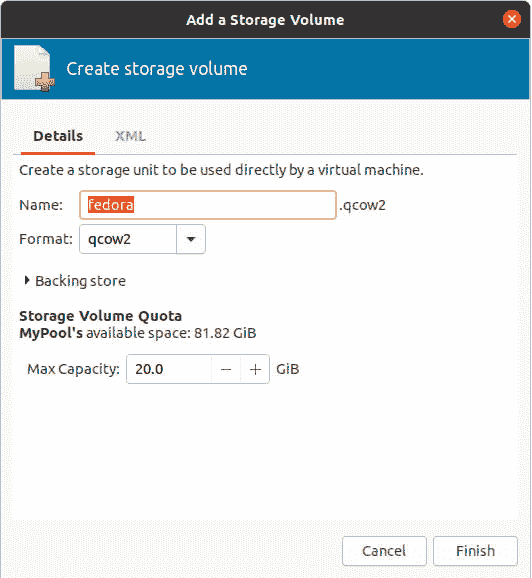 Add a Storage Volume
Create storage volume
Details XML
Create a storage unit to be used directly by a virtual machine.
Name: fedora .qcow2
Format: qcow2
Backing store
Storage Volume Quota
MyPool's available space: 81.82 GiB
Max Capacity: 20.0 − + GiB
Cancel Finish